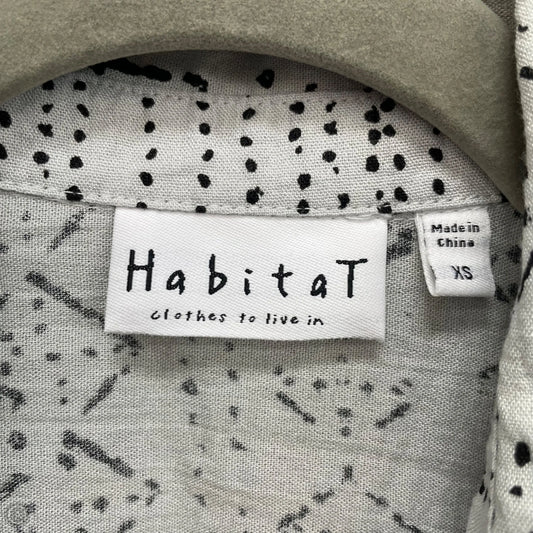 HabitaT
clothes to live in
Made in
China
XS